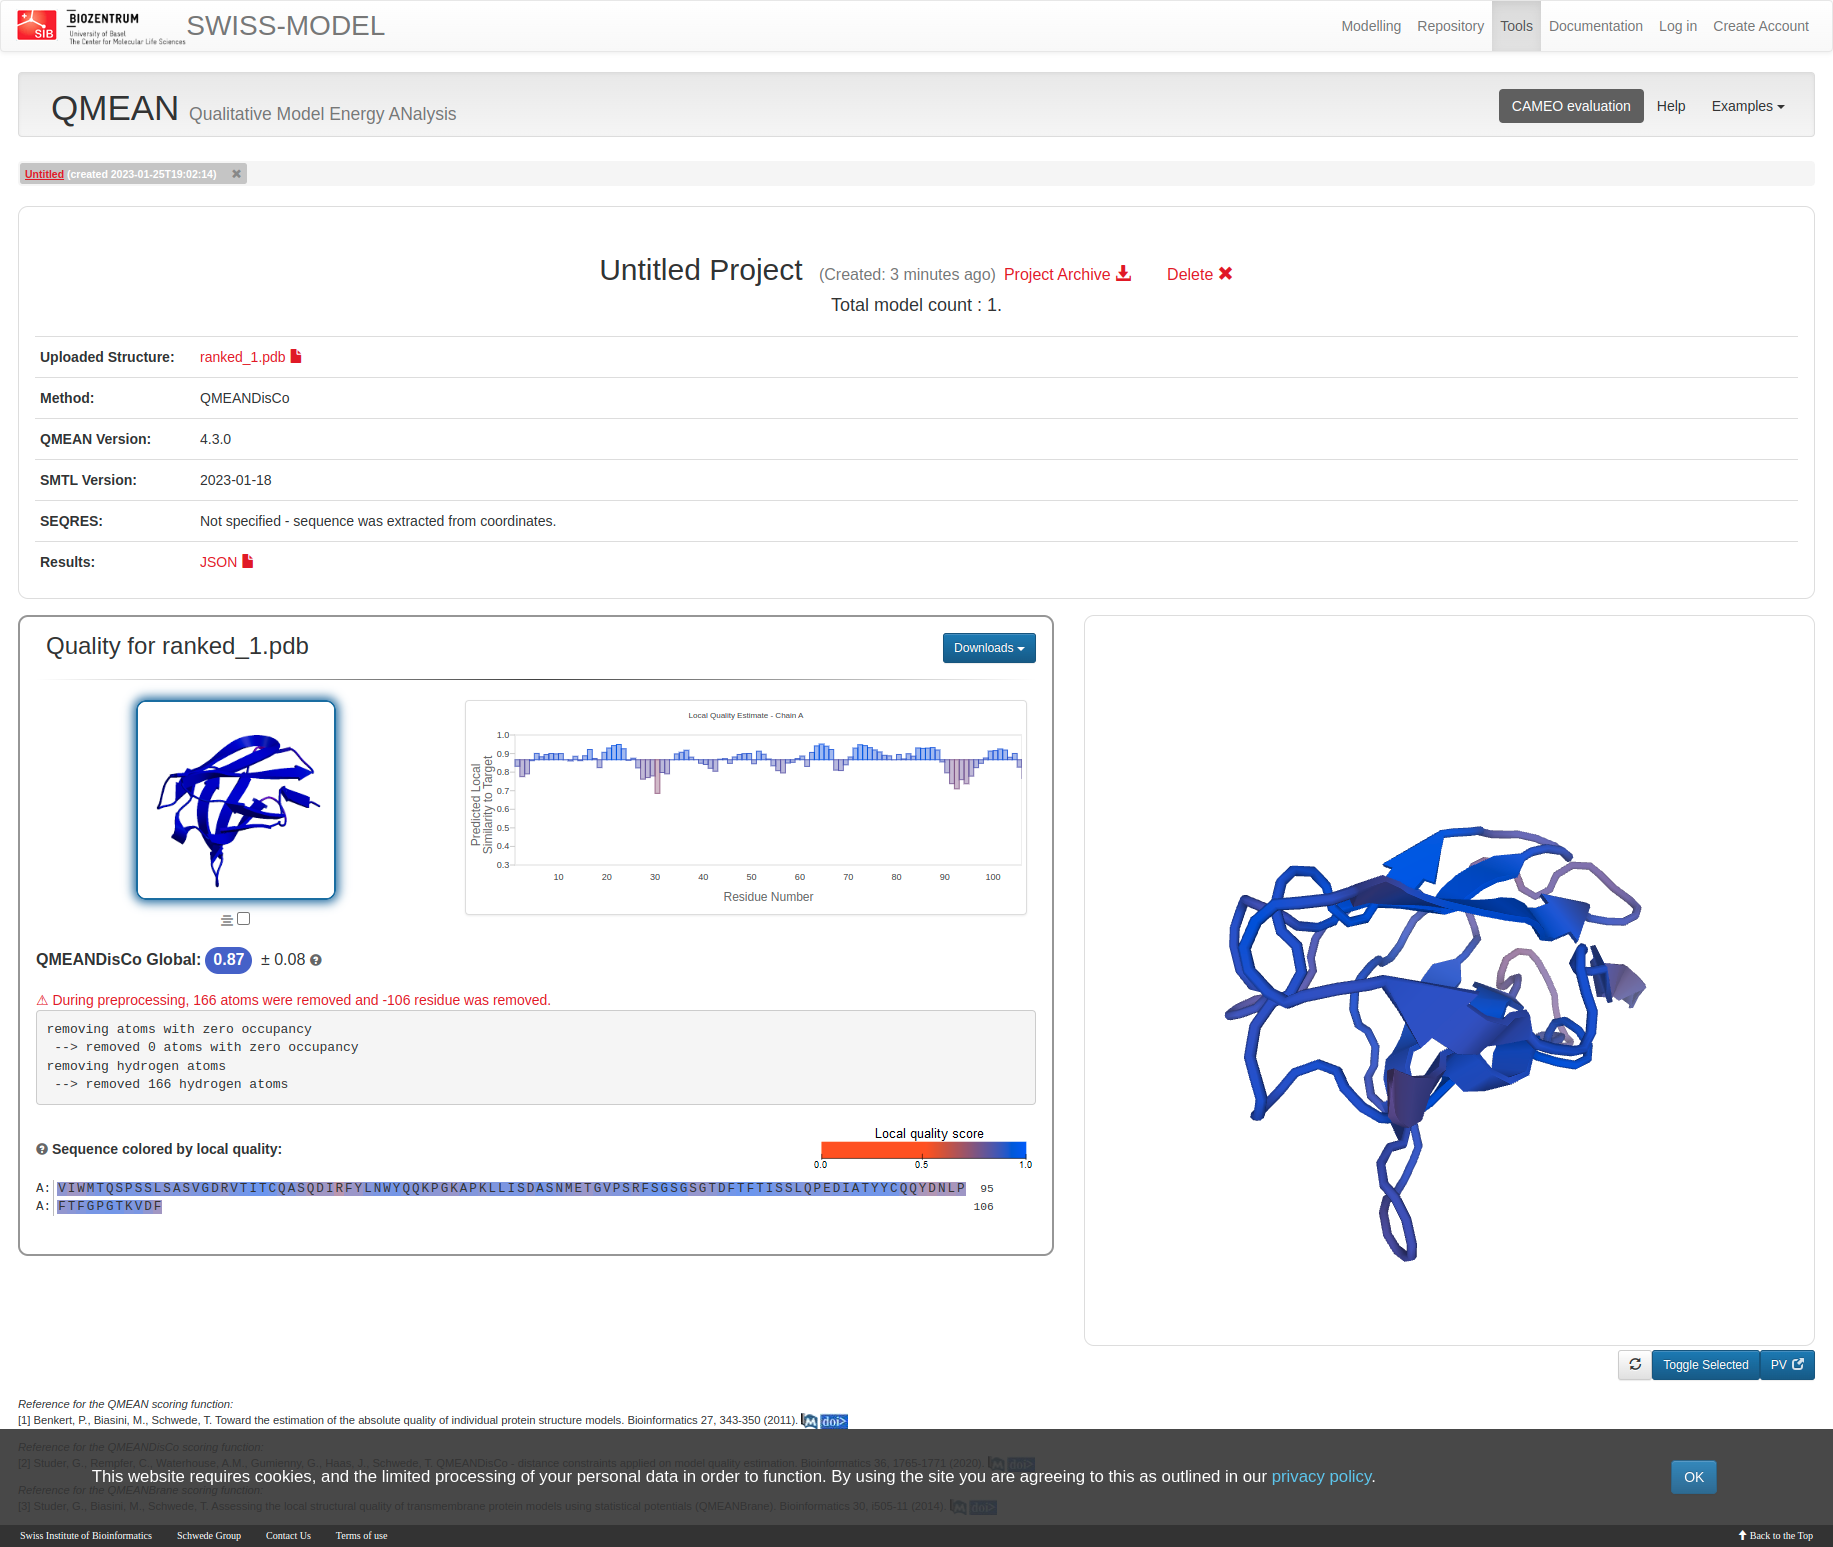 SIB
BIOZENTRUM
University of Basel
The Center for Molecular Life Sciences
SWISS-MODEL
Modelling Repository Tools Documentation Log in Create Account
QMEAN Qualitative Model Energy ANalysis
CAMEO evaluation Help Examples
Untitled (created 2023-01-25T19:02:14) ✖
Untitled Project (Created: 3 minutes ago) Project Archive Delete ✖
Total model count : 1.
Uploaded Structure: ranked_1.pdb
Method: QMEANDisCo
QMEAN Version: 4.3.0
SMTL Version: 2023-01-18
SEQRES: Not specified - sequence was extracted from coordinates.
Results: JSON
Quality for ranked_1.pdb
Downloads
Local Quality Estimate - Chain A
Predicted Local
Similarity to Target
1.0
0.9
0.8
0.7
0.6
0.5
0.4
0.3
10 20 30 40 50 60 70 80 90 100
Residue Number
QMEANDisCo Global: 0.87 ± 0.08
⚠ During preprocessing, 166 atoms were removed and -106 residue was removed.
removing atoms with zero occupancy
--> removed 0 atoms with zero occupancy
removing hydrogen atoms
--> removed 166 hydrogen atoms
Sequence colored by local quality:
Local quality score
0.0 0.5 1.0
A: VIWMTQSPSSLSASVGDRVTITCQASQDIRFYLNWYQQKPGKAPKLLISDASNMETGVPSRFSGSGSGTDFTFTISSLQPEDIATYYCQQYDNLP 95
A: FTFGPGTKVDF 106
Toggle Selected PV
Reference for the QMEAN scoring function:
[1] Benkert, P., Biasini, M., Schwede, T. Toward the estimation of the absolute quality of individual protein structure models. Bioinformatics 27, 343-350 (2011). M doi>
Reference for the QMEANDisCo scoring function:
[2] Studer, G., Rempfer, C., Waterhouse, A.M., Gumienny, G., Haas, J., Schwede, T. QMEANDisCo - distance constraints applied on model quality estimation. Bioinformatics 36, 1765-1771 (2020). M doi>
This website requires cookies, and the limited processing of your personal data in order to function. By using the site you are agreeing to this as outlined in our privacy policy.
OK
Reference for the QMEANBrane scoring function:
[3] Studer, G., Biasini, M., Schwede, T. Assessing the local structural quality of transmembrane protein models using statistical potentials (QMEANBrane). Bioinformatics 30, i505-11 (2014). M doi>
Swiss Institute of Bioinformatics Schwede Group Contact Us Terms of use
Back to the Top